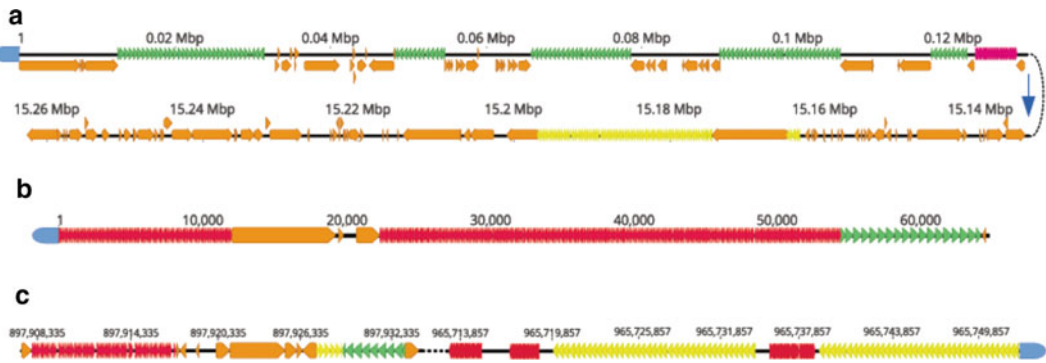 a
1 0.02 Mbp 0.04 Mbp 0.06 Mbp 0.08 Mbp 0.1 Mbp 0.12 Mbp
15.26 Mbp 15.24 Mbp 15.22 Mbp 15.2 Mbp 15.18 Mbp 15.16 Mbp 15.14 Mbp
b
1 10,000 20,000 30,000 40,000 50,000 60,000
c
897,908,335 897,914,335 897,920,335 897,926,335 897,932,335 965,713,857 965,719,857 965,725,857 965,731,857 965,737,857 965,743,857 965,749,857